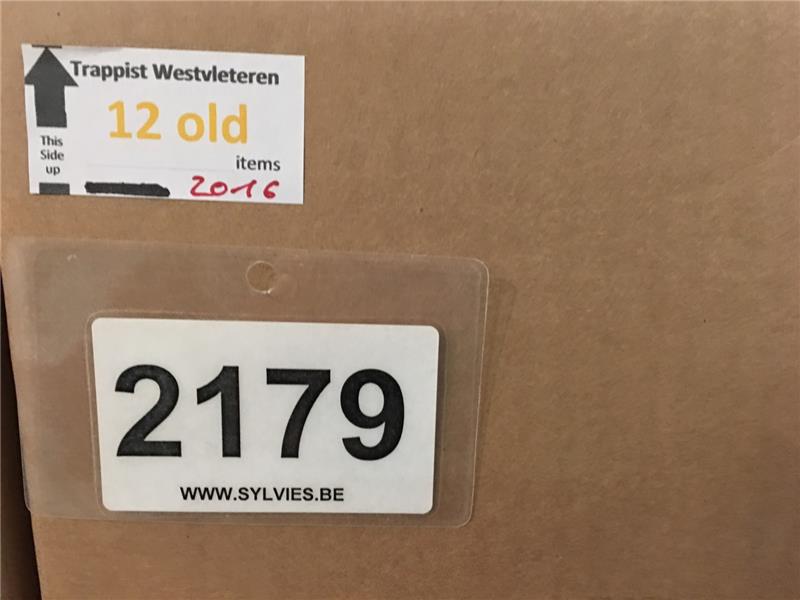 Trappist Westvleteren
12 old
This
Side
up
items
2016
2179
WWW.SYLVIES.BE